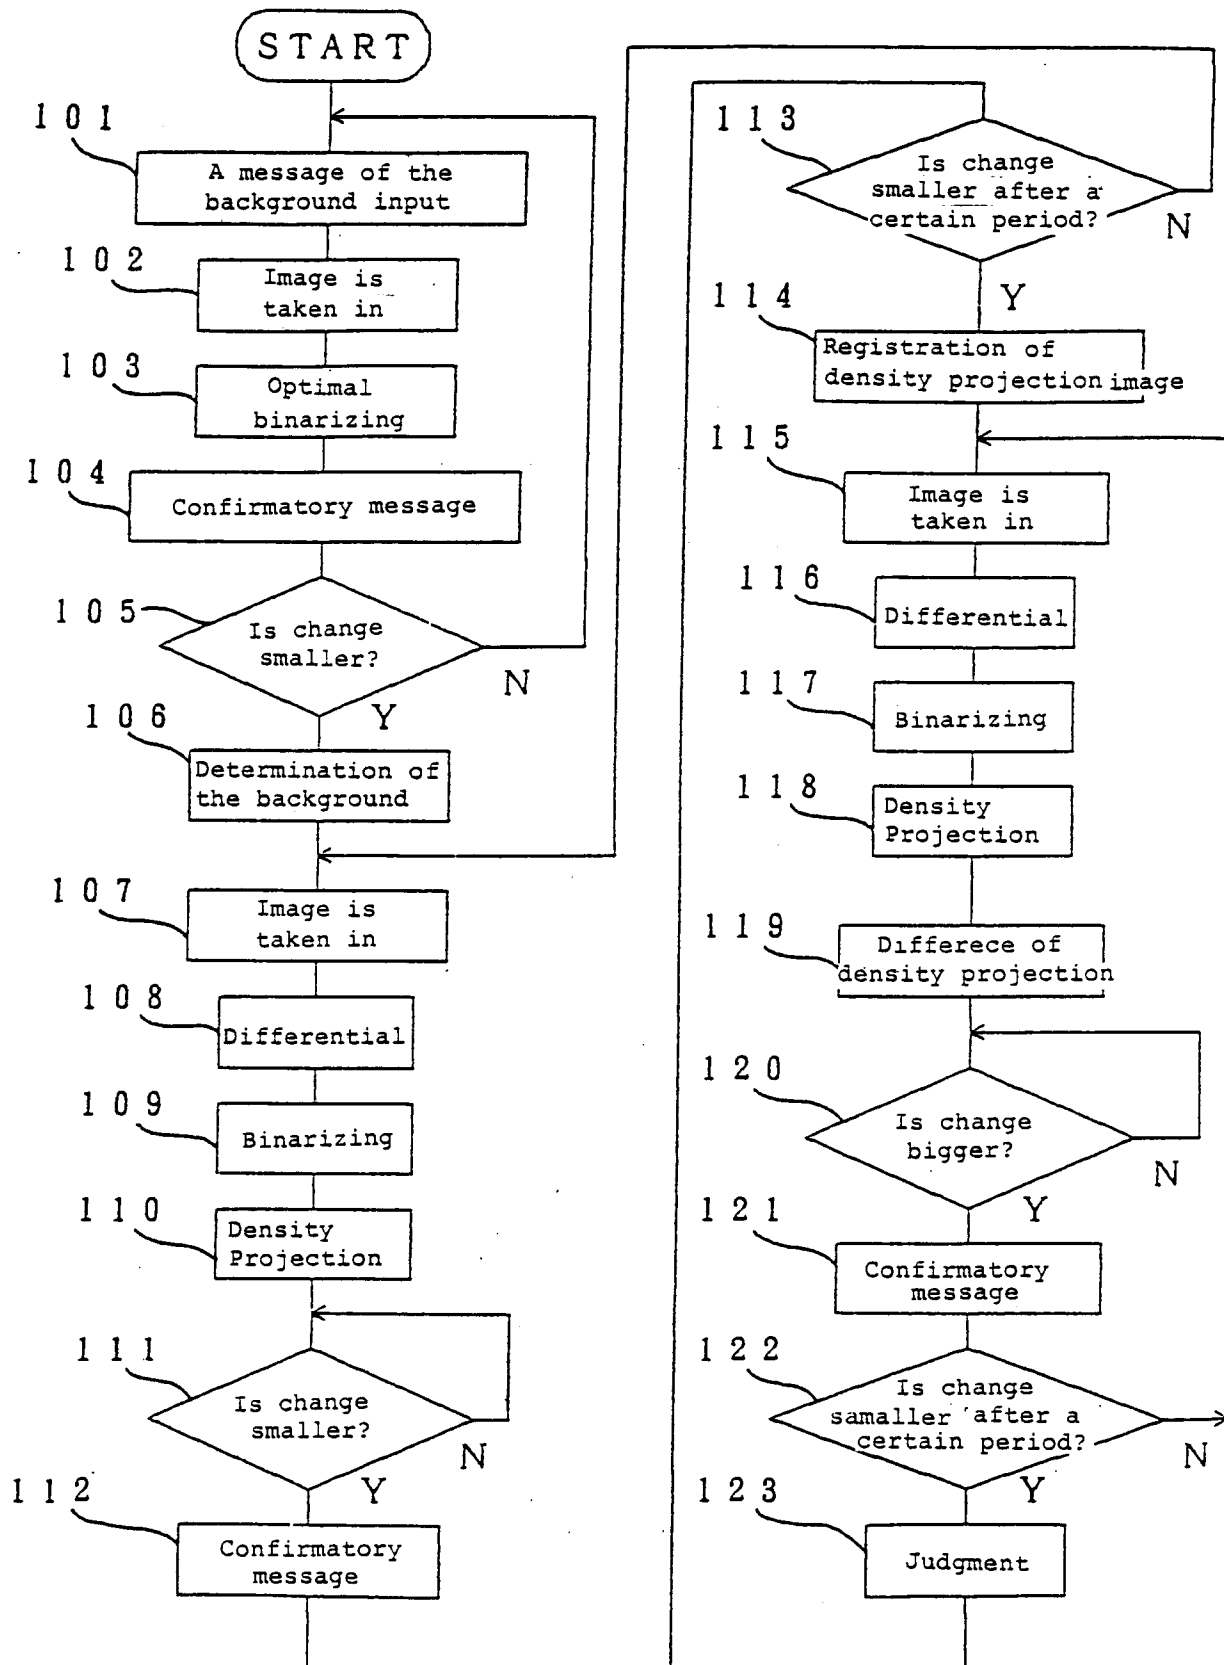 START
101
A message of the
background input
102
Image is
taken in
103
Optimal
binarizing
104
Confirmatory message
105
Is change
smaller?
N
Y
106
Determination of
the background
107
Image is
taken in
108
Differential
109
Binarizing
110
Density
Projection
111
Is change
smaller?
N
Y
112
Confirmatory
message
113
Is change
smaller after a
certain period?
N
Y
114
Registration of
density projection image
115
Image is
taken in
116
Differential
117
Binarizing
118
Density
Projection
119
Differece of
density projection
120
Is change
bigger?
N
Y
121
Confirmatory
message
122
Is change
samaller after a
certain period?
N
Y
123
Judgment